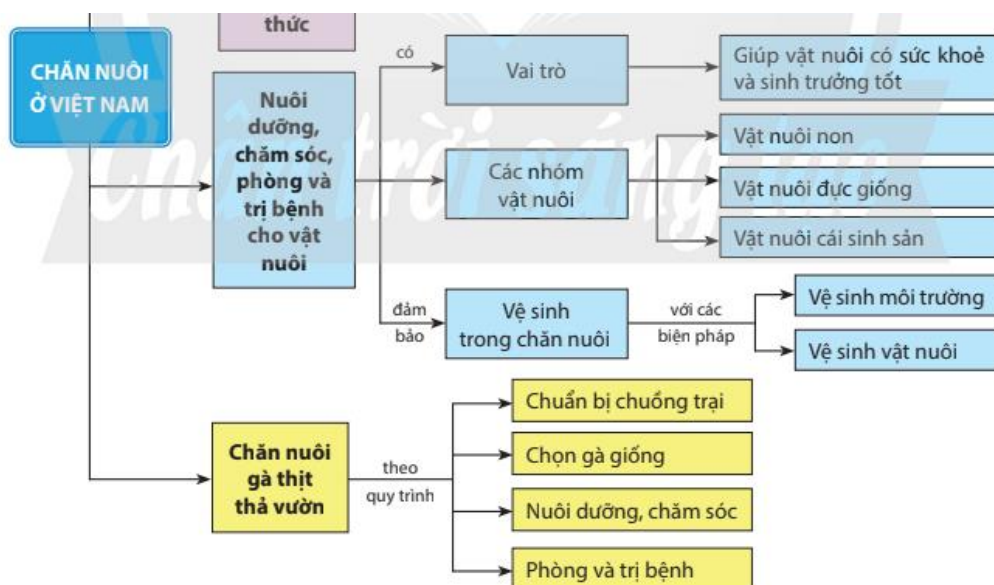 thức
CHĂN NUÔI
Ở VIỆT NAM
Nuôi
dưỡng,
chăm sóc,
phòng và
trị bệnh
cho vật
nuôi
có
Vai trò
Giúp vật nuôi có sức khoẻ
và sinh trưởng tốt
Các nhóm
vật nuôi
Vật nuôi non
Vật nuôi đực giống
Vật nuôi cái sinh sản
đảm
bảo
Vệ sinh
trong chăn nuôi
với các
biện pháp
Vệ sinh môi trường
Vệ sinh vật nuôi
Chăn nuôi
gà thịt
thả vườn
theo
quy trình
Chuẩn bị chuồng trại
Chọn gà giống
Nuôi dưỡng, chăm sóc
Phòng và trị bệnh
Chân trời sáng tạo